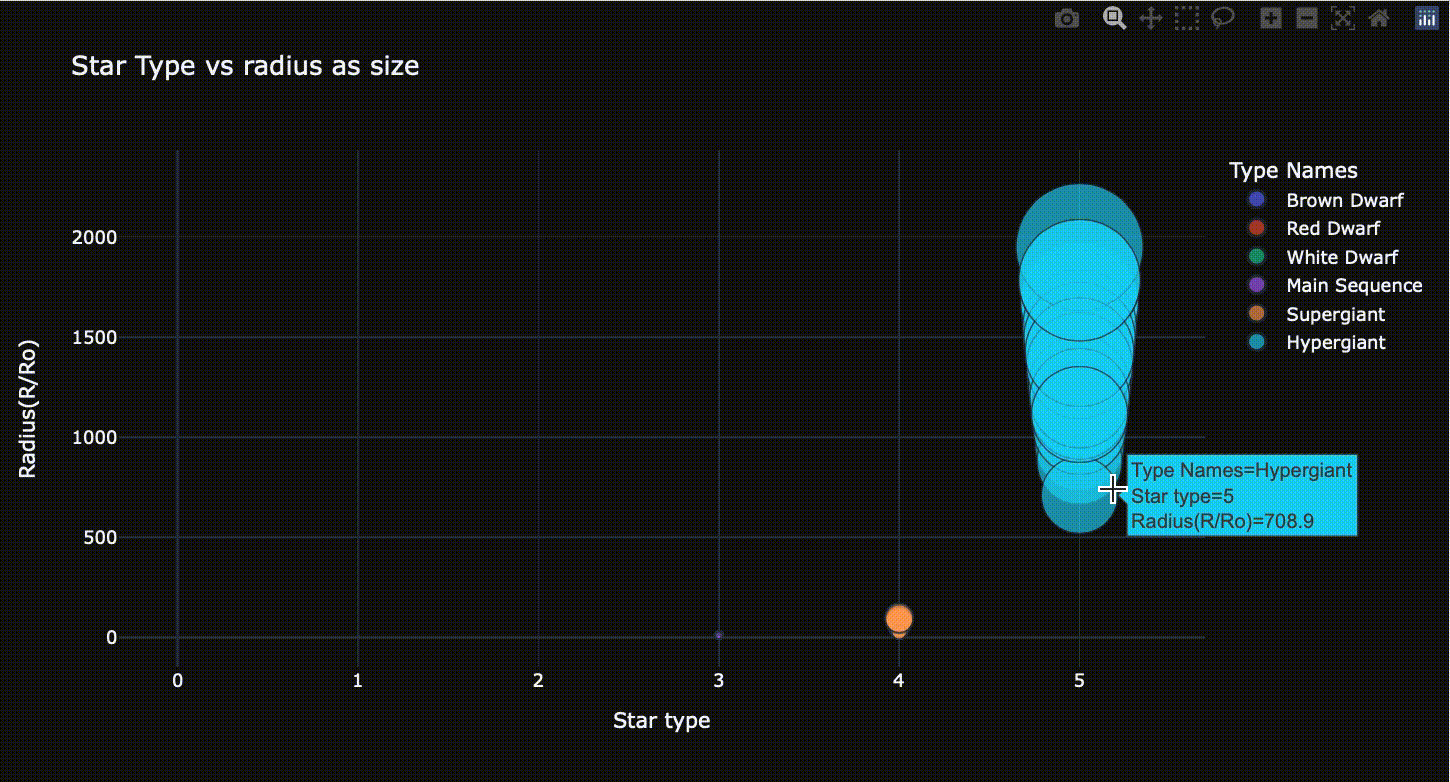 Star Type vs radius as size
Type Names
Brown Dwarf
Red Dwarf
White Dwarf
Main Sequence
Supergiant
Hypergiant
Radius(R/Ro)
2000
1500
1000
500
0
Type Names=Hypergiant
Star type=5
Radius(R/Ro)=708.9
0 1 2 3 4 5
Star type